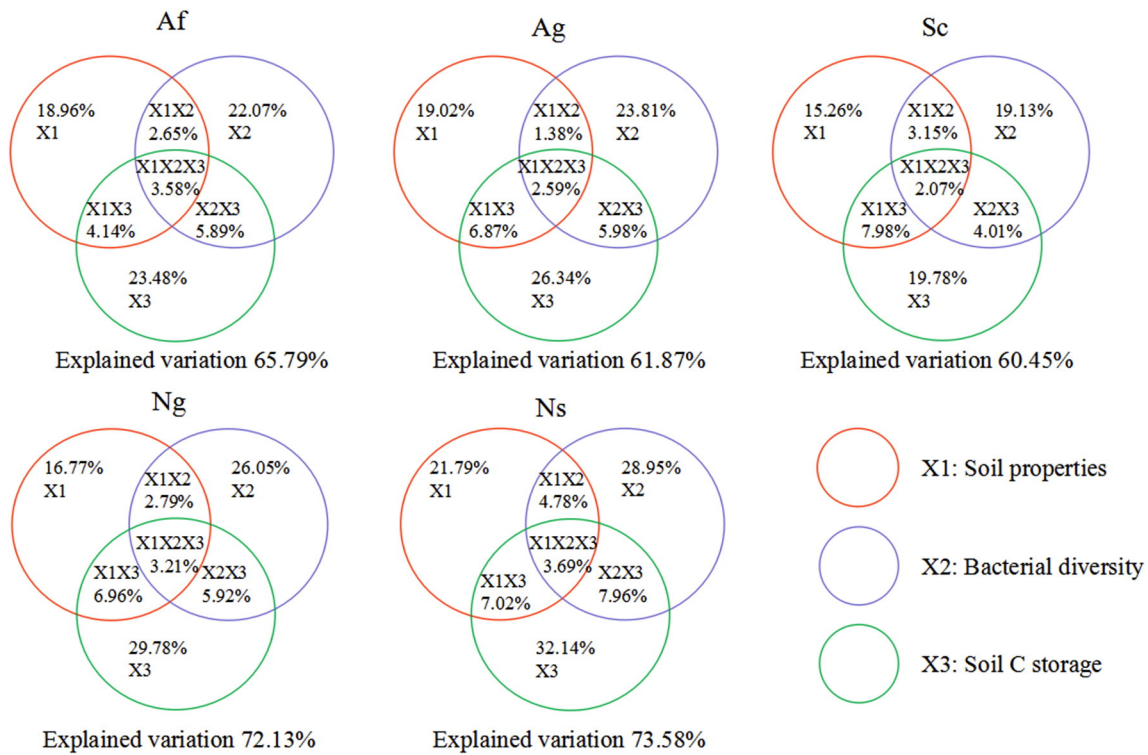 Af
18.96%
X1
X1X2
2.65%
22.07%
X2
X1X2X3
3.58%
X1X3
4.14%
X2X3
5.89%
23.48%
X3
Explained variation 65.79%
Ag
19.02%
X1
X1X2
1.38%
23.81%
X2
X1X2X3
2.59%
X1X3
6.87%
X2X3
5.98%
26.34%
X3
Explained variation 61.87%
Sc
15.26%
X1
X1X2
3.15%
19.13%
X2
X1X2X3
2.07%
X1X3
7.98%
X2X3
4.01%
19.78%
X3
Explained variation 60.45%
Ng
16.77%
X1
X1X2
2.79%
26.05%
X2
X1X2X3
3.21%
X1X3
6.96%
X2X3
5.92%
29.78%
X3
Explained variation 72.13%
Ns
21.79%
X1
X1X2
4.78%
28.95%
X2
X1X2X3
3.69%
X1X3
7.02%
X2X3
7.96%
32.14%
X3
Explained variation 73.58%
X1: Soil properties
X2: Bacterial diversity
X3: Soil C storage